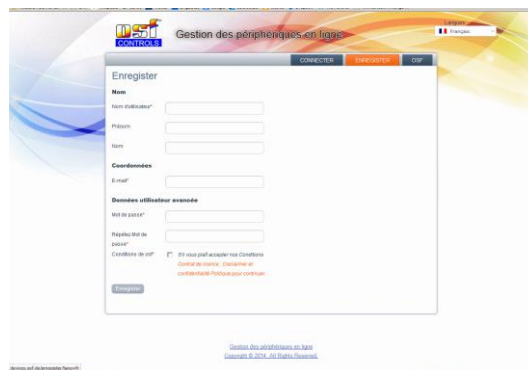 Langues
osf
CONTROLS
Gestion des périphériques en ligne
Français
CONNECTER
ENREGISTER
OSF
Enregister
Nom
Nom d'utilisateur*
Prénom
Nom
Coordonnées
E-mail*
Données utilisateur avancée
Mot de passe*
Répétez Mot de
passe*
Conditions de osf*
S'il vous plaît accepter nos Conditions
Contrat de licence , Disclaimer et
confidentialité Politique pour continuer.
Enregister
Gestion des périphériques en ligne
Copyright © 2014. All Rights Reserved.